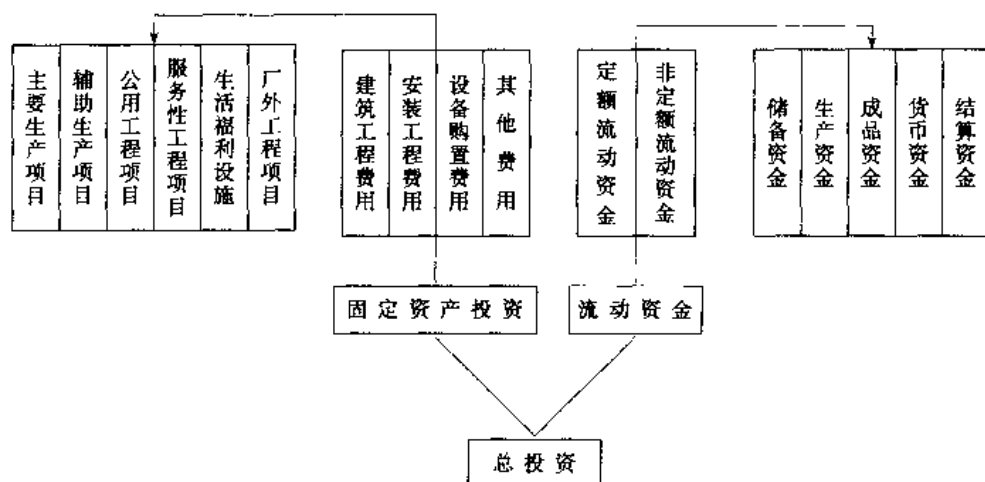 主要生产项目
辅助生产项目
公用工程项目
服务性工程项目
生活福利设施
厂外工程项目
建筑工程费用
安装工程费用
设备购置费用
其他费用
定额流动资金
非定额流动资金
储备资金
生产资金
成品资金
货币资金
结算资金
固定资产投资
流动资金
总投资